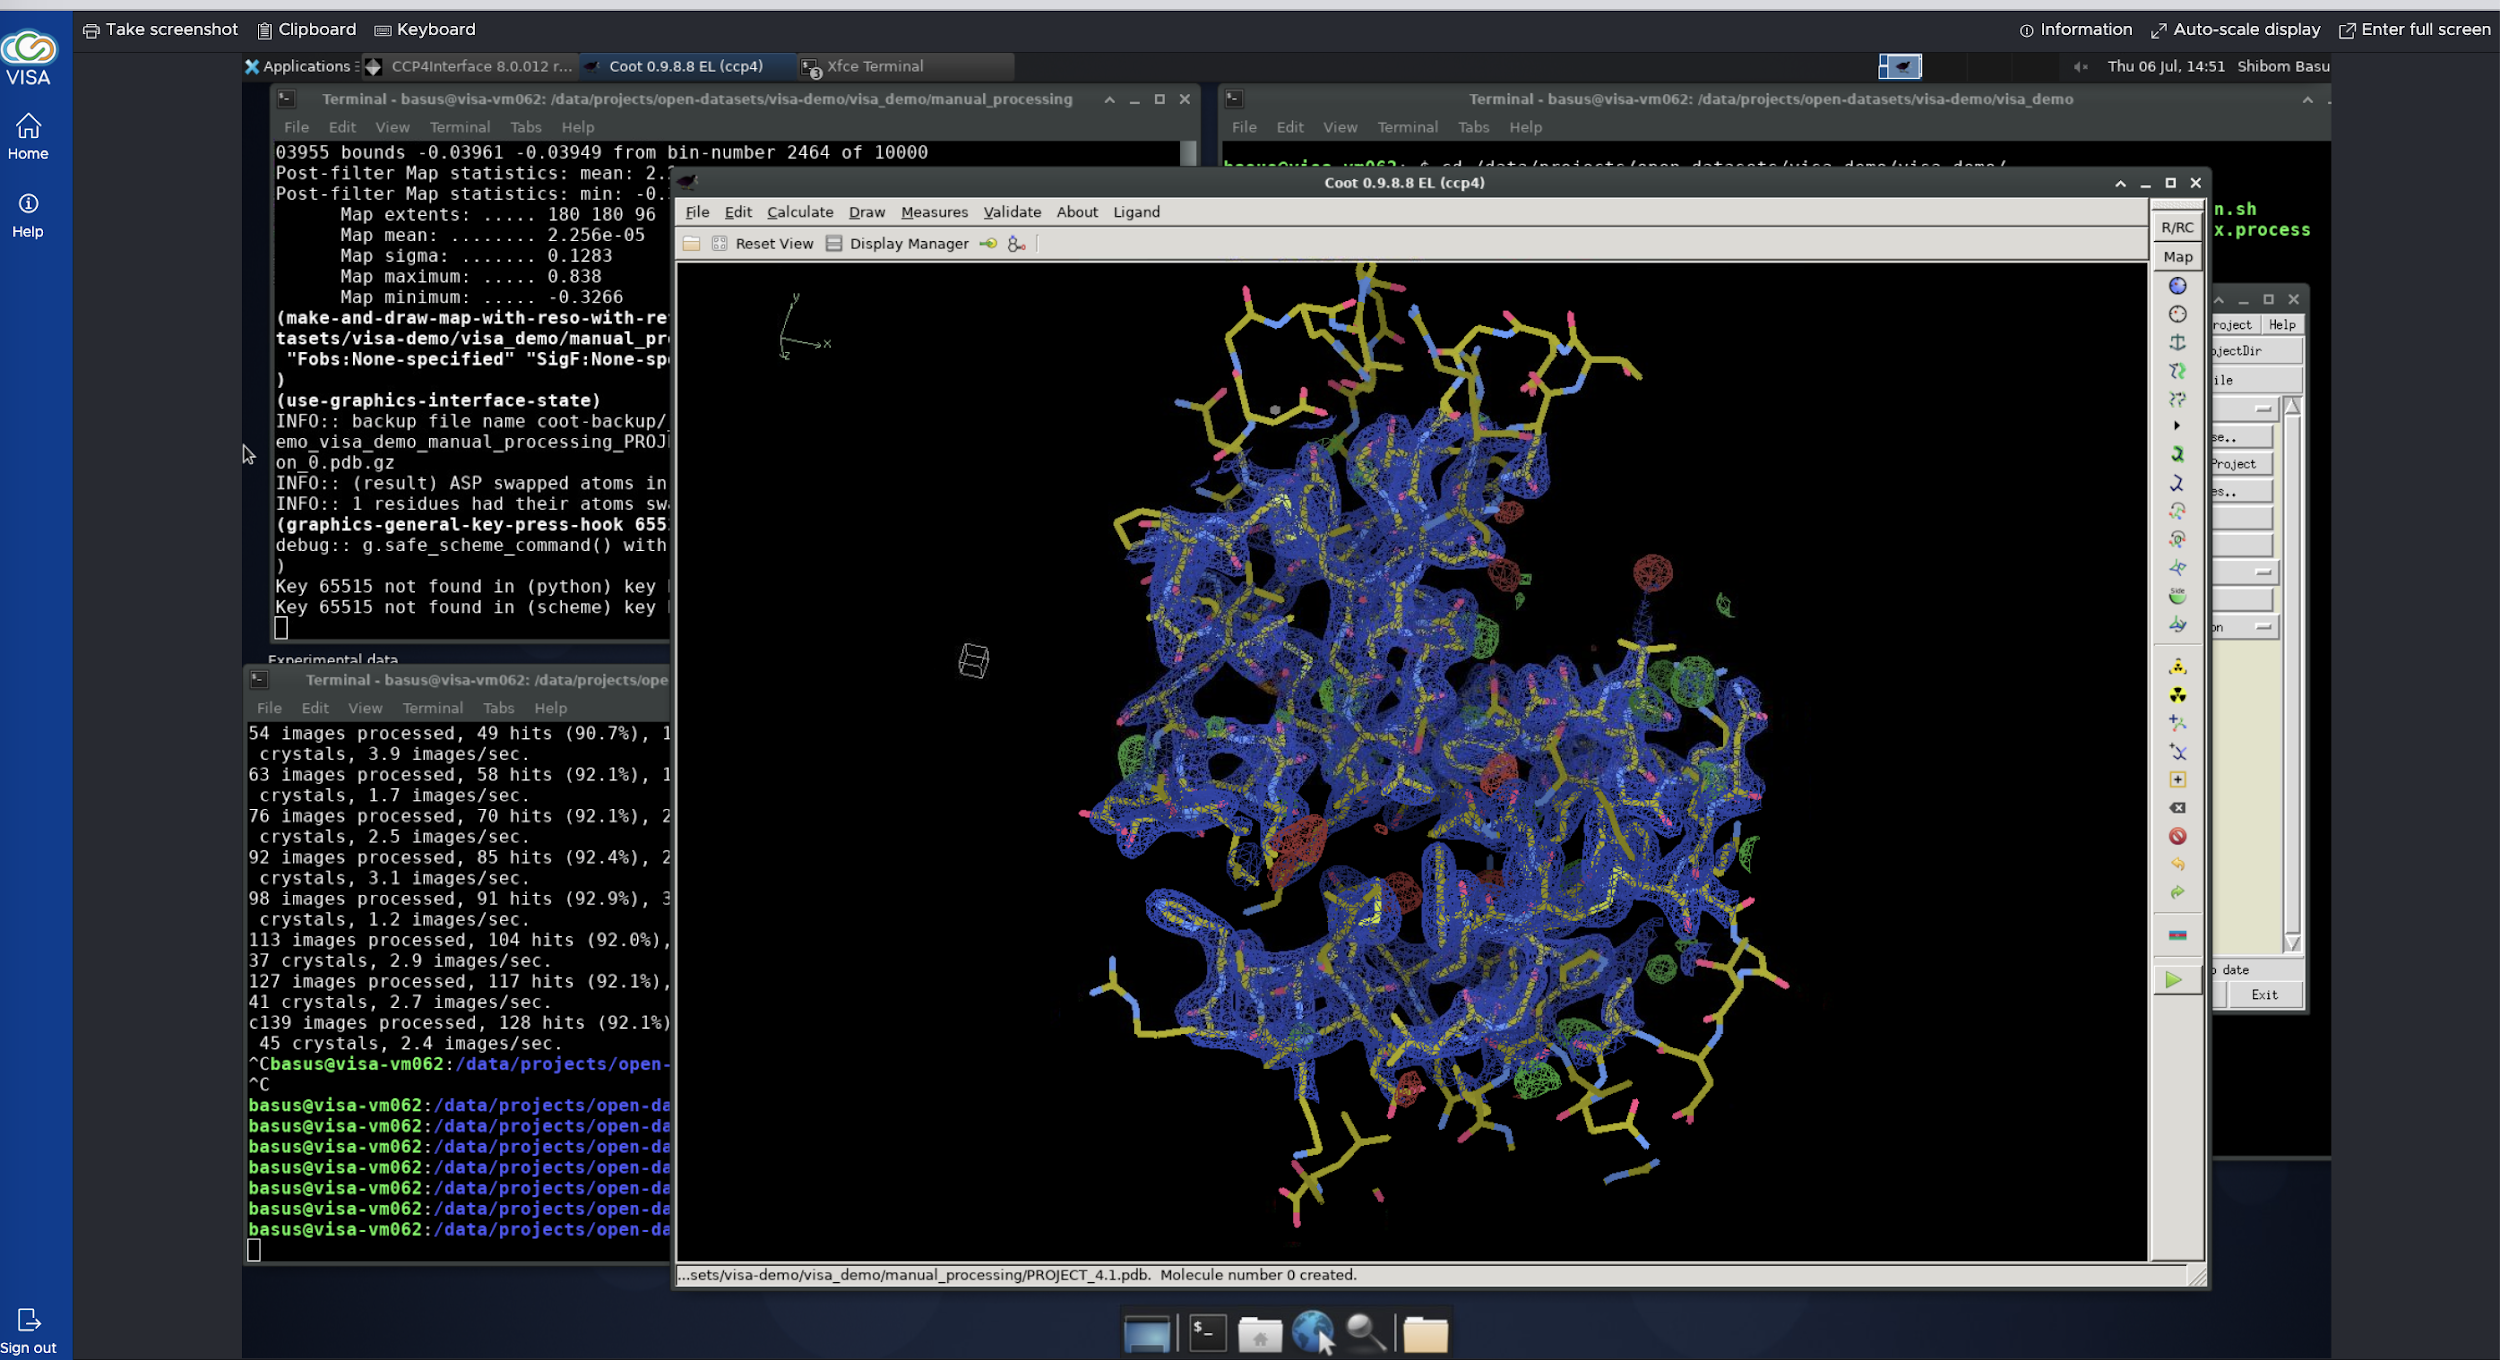 Take screenshot Clipboard Keyboard Information Auto-scale display Enter full screen
VISA
Home
Help
Sign out
Applications CCP4Interface 8.0.012 r... Coot 0.9.8.8 EL (ccp4) Xfce Terminal Thu 06 Jul, 14:51 Shibom Basu
Terminal - basus@visa-vm062: /data/projects/open-datasets/visa-demo/visa_demo/manual_processing
File Edit View Terminal Tabs Help
03955 bounds -0.03961 -0.03949 from bin-number 2464 of 10000
Post-filter Map statistics: mean: 2.
Post-filter Map statistics: min: -0.
Map extents: ..... 180 180 96
Map mean: ........ 2.256e-05
Map sigma: ....... 0.1283
Map maximum: ..... 0.838
Map minimum: ..... -0.3266
(make-and-draw-map-with-reso-with-re
tasets/visa-demo/visa_demo/manual_pr
"Fobs:None-specified" "SigF:None-sp
)
(use-graphics-interface-state)
INFO:: backup file name coot-backup/
emo_visa_demo_manual_processing_PROJ
on_0.pdb.gz
INFO:: (result) ASP swapped atoms in
INFO:: 1 residues had their atoms sw
(graphics-general-key-press-hook 655
debug:: g.safe_scheme_command() with
)
Key 65515 not found in (python) key
Key 65515 not found in (scheme) key
Experimental data
Terminal - basus@visa-vm062: /data/projects/ope
File Edit View Terminal Tabs Help
54 images processed, 49 hits (90.7%), 1
crystals, 3.9 images/sec.
63 images processed, 58 hits (92.1%), 1
crystals, 1.7 images/sec.
76 images processed, 70 hits (92.1%), 2
crystals, 2.5 images/sec.
92 images processed, 85 hits (92.4%), 2
crystals, 3.1 images/sec.
98 images processed, 91 hits (92.9%), 3
crystals, 1.2 images/sec.
113 images processed, 104 hits (92.0%),
37 crystals, 2.9 images/sec.
127 images processed, 117 hits (92.1%),
41 crystals, 2.7 images/sec.
c139 images processed, 128 hits (92.1%)
45 crystals, 2.4 images/sec.
^Cbasus@visa-vm062:/data/projects/open-
^C
basus@visa-vm062:/data/projects/open-da
basus@visa-vm062:/data/projects/open-da
basus@visa-vm062:/data/projects/open-da
basus@visa-vm062:/data/projects/open-da
basus@visa-vm062:/data/projects/open-da
basus@visa-vm062:/data/projects/open-da
basus@visa-vm062:/data/projects/open-da
Terminal - basus@visa-vm062: /data/projects/open-datasets/visa-demo/visa_demo
File Edit View Terminal Tabs Help
basus@visa-vm062: $ cd /data/projects/open-datasets/visa-demo/visa_demo/
n.sh
x.process
Coot 0.9.8.8 EL (ccp4)
File Edit Calculate Draw Measures Validate About Ligand
Reset View Display Manager
R/RC
Map
Side
y
x
z
...sets/visa-demo/visa_demo/manual_processing/PROJECT_4.1.pdb. Molecule number 0 created.
roject Help
ojectDir
ile
se..
Project
es..
on
o date
Exit
$-